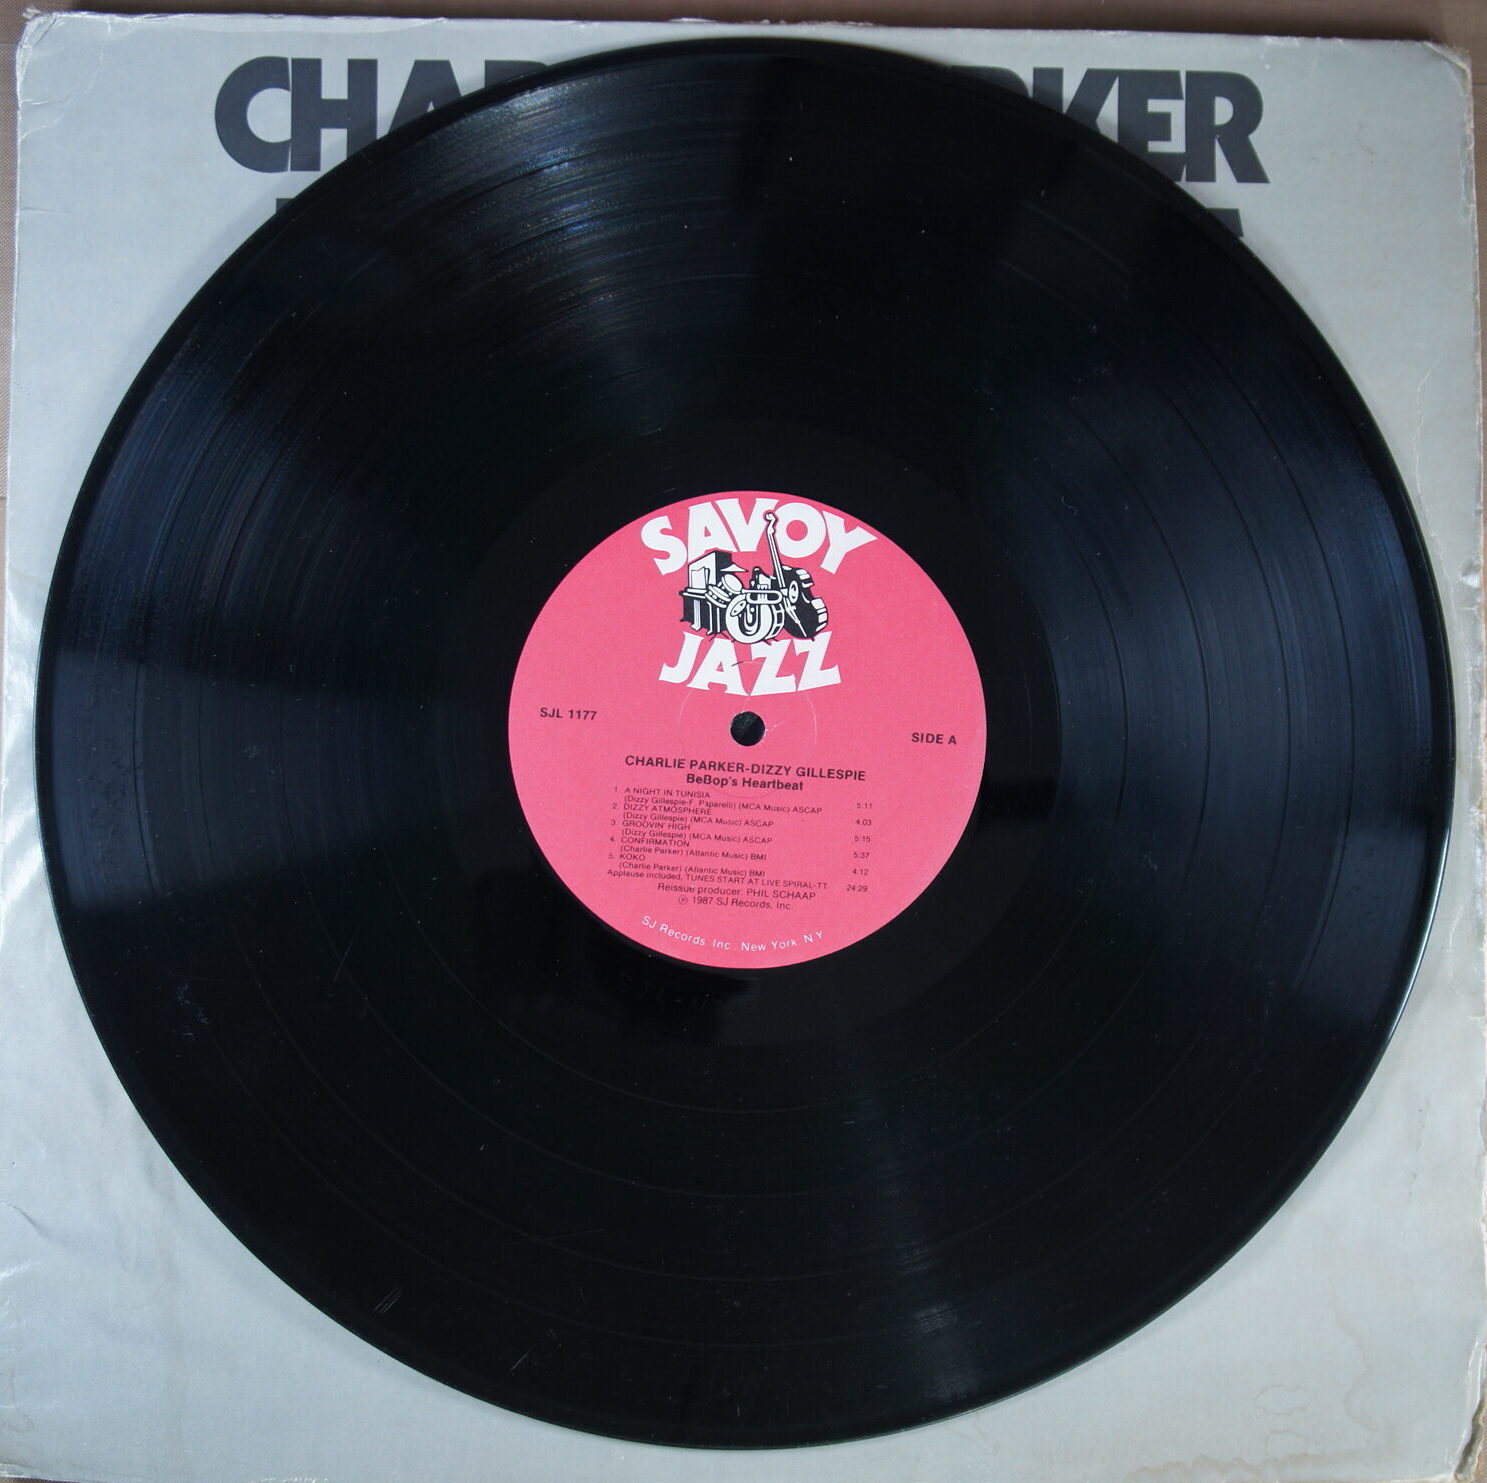 SAVOY
JAZZ
SJL 1177
SIDE A
CHARLIE PARKER-DIZZY GILLESPIE
BeBop's Heartbeat
1. A NIGHT IN TUNISIA
(Dizzy Gillespie-F. Paparelli) (MCA Music) ASCAP 5:11
2. DIZZY ATMOSPHERE
(Dizzy Gillespie) (MCA Music) ASCAP 4:03
3. GROOVIN' HIGH
(Dizzy Gillespie) (MCA Music) ASCAP 5:15
4. CONFIRMATION
(Charlie Parker) (Atlantic Music) BMI 5:37
5. KOKO
(Charlie Parker) (Atlantic Music) BMI 4.12
Applause included, TUNES START AT LIVE SPIRAL-TT 24:29
Reissue producer: PHIL SCHAAP
℗ 1987 SJ Records, Inc.
SJ Records Inc. New York N Y